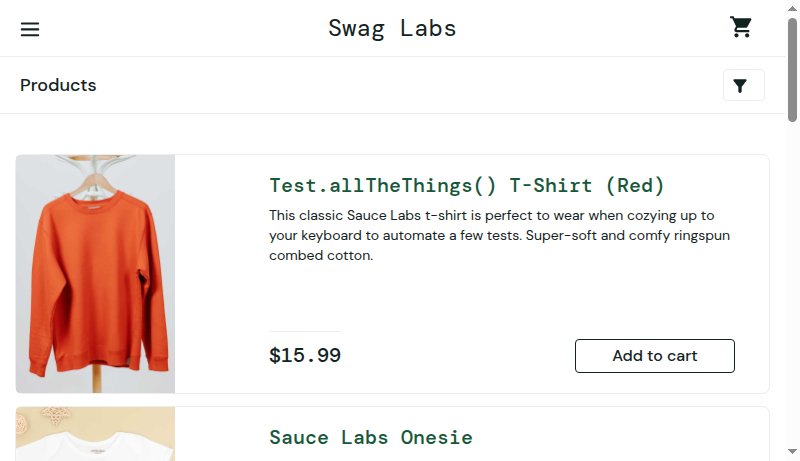 Swag Labs
Products
Test.allTheThings() T-Shirt (Red)
This classic Sauce Labs t-shirt is perfect to wear when cozying up to
your keyboard to automate a few tests. Super-soft and comfy ringspun
combed cotton.
$15.99
Add to cart
Sauce Labs Onesie